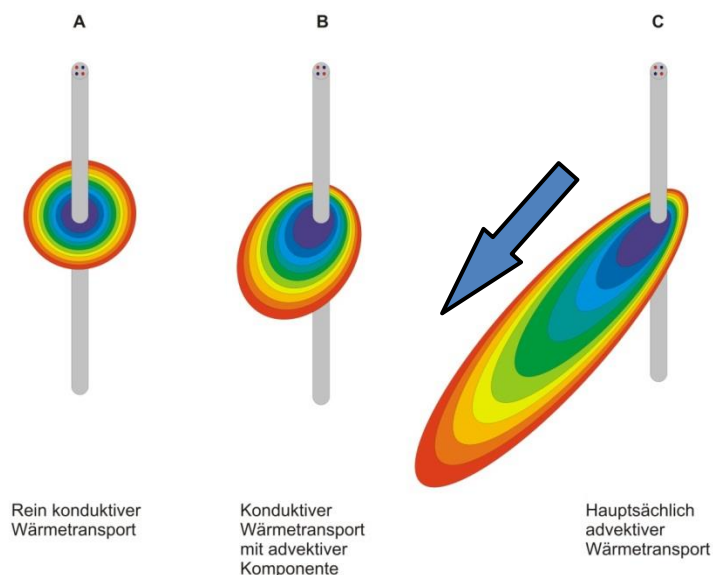 A
B
C
Rein konduktiver
Wärmetransport
Konduktiver
Wärmetransport
mit advektiver
Komponente
Hauptsächlich
advektiver
Wärmetransport